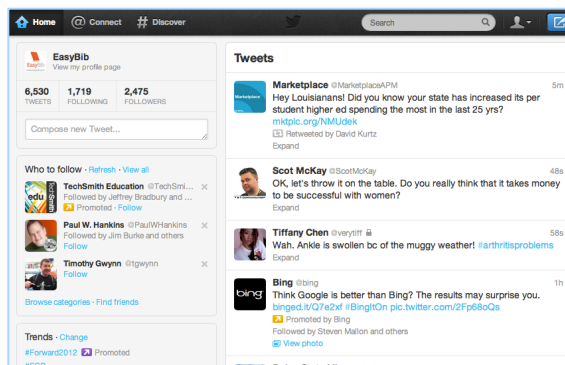 Home @ Connect # Discover Search
EasyBib
View my profile page
6,530 1,719 2,475
TWEETS FOLLOWING FOLLOWERS
Compose new Tweet...
Who to follow · Refresh · View all
TechSmith Education @TechSmi...
Followed by Jeffrey Bradbury and ...
Promoted · Follow
Paul W. Hankins @PaulWHankins
Followed by Jim Burke and others
Follow
Timothy Gwynn @tgwynn
Follow
Browse categories · Find friends
Trends · Change
#Forward2012 Promoted
Tweets
Marketplace @MarketplaceAPM 5m
Hey Louisianans! Did you know your state has increased its per
student higher ed spending the most in the last 25 yrs?
mktplc.org/NMUdek
Retweeted by David Kurtz
Expand
Scot McKay @ScotMcKay 48s
OK, let's throw it on the table. Do you really think that it takes money
to be successful with women?
Expand
Tiffany Chen @verytiff 58s
Wah. Ankle is swollen bc of the muggy weather! #arthritisproblems
Expand
bing
Bing @bing 1h
Think Google is better than Bing? The results may surprise you.
binged.it/Q7e2xf #BingItOn pic.twitter.com/2Fp68oQs
Promoted by Bing
Followed by Steven Mallon and others
View photo